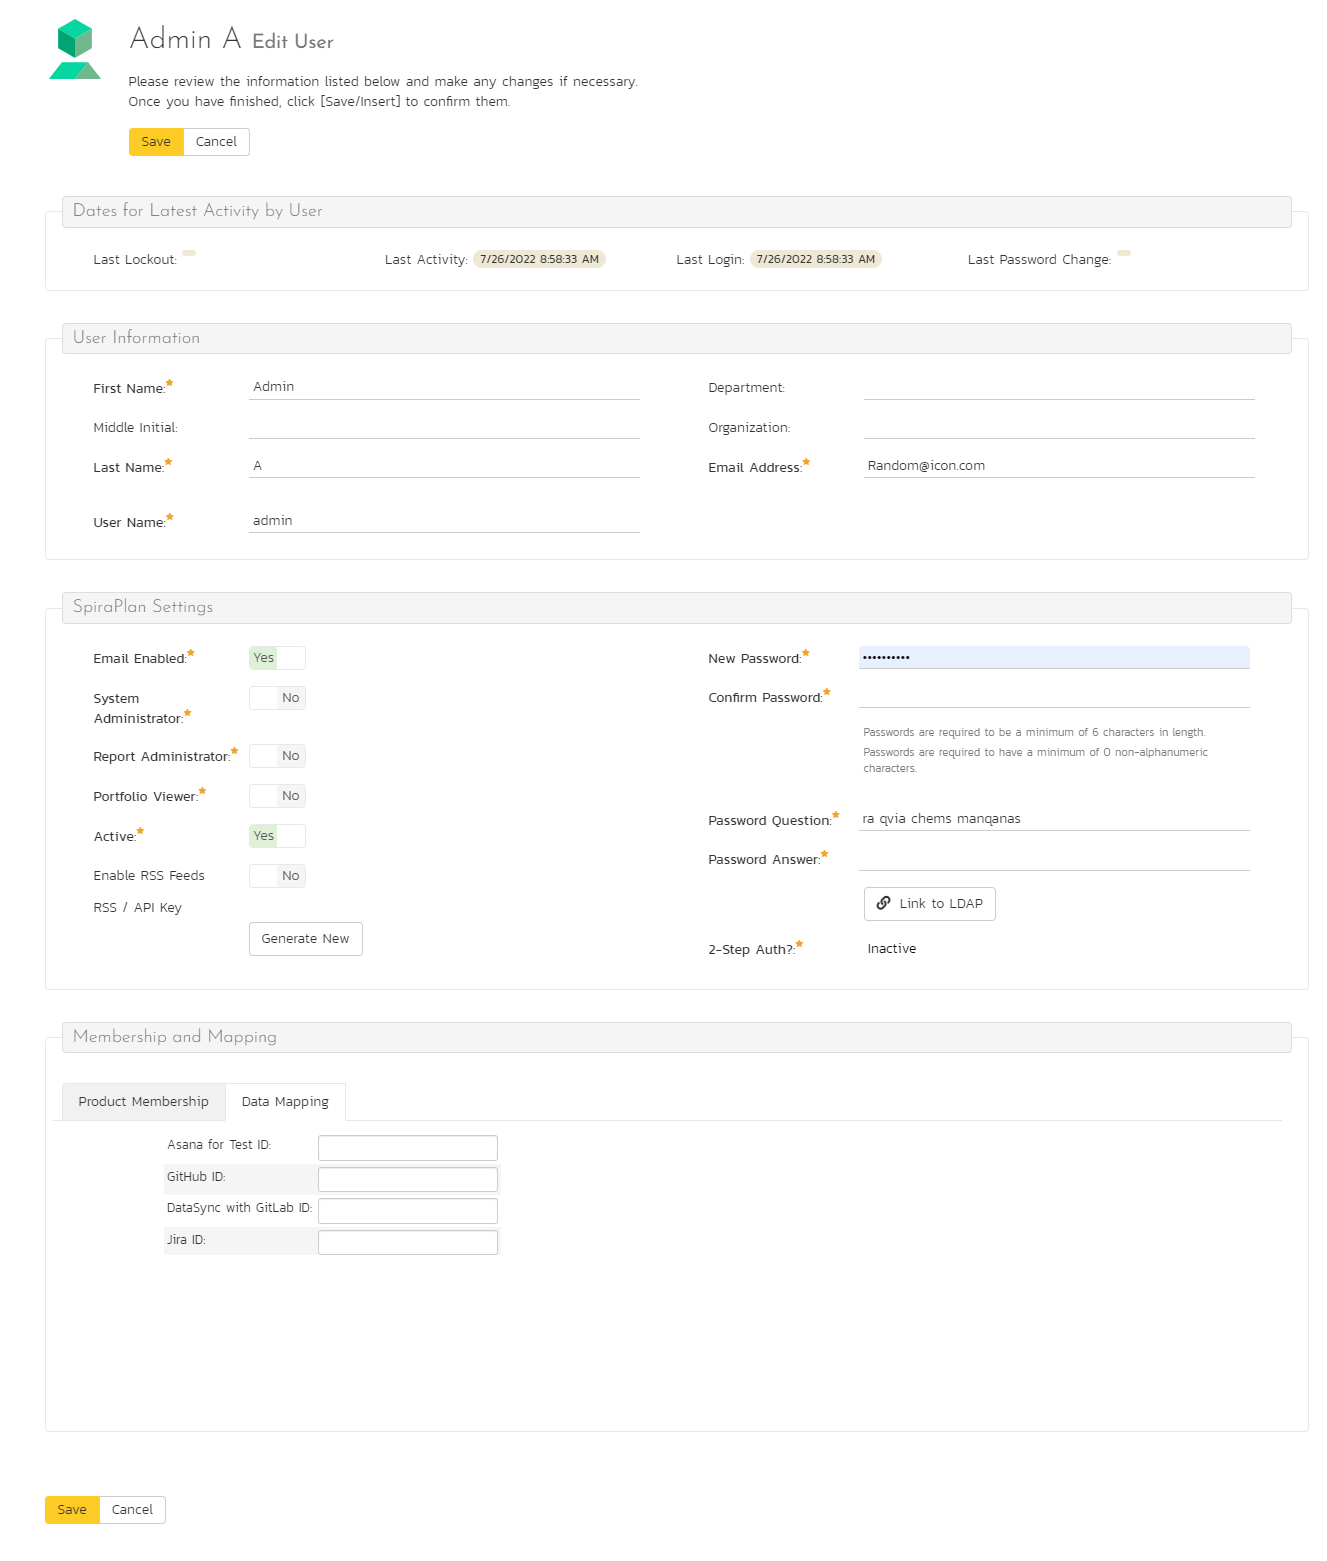 Admin A Edit User
Please review the information listed below and make any changes if necessary.
Once you have finished, click [Save/Insert] to confirm them.
Save Cancel
Dates for Latest Activity by User
Last Lockout: Last Activity: 7/26/2022 8:58:33 AM Last Login: 7/26/2022 8:58:33 AM Last Password Change:
User Information
First Name:* Admin Department:
Middle Initial: Organization:
Last Name:* A Email Address:* Random@icon.com
User Name:* admin
SpiraPlan Settings
Email Enabled:* Yes New Password:* ••••••••••
System No Confirm Password:*
Administrator:*
Passwords are required to be a minimum of 6 characters in length.
Report Administrator:* No Passwords are required to have a minimum of 0 non-alphanumeric
characters.
Portfolio Viewer:* No
Password Question:* ra qvia chems manqanas
Active:* Yes
Password Answer:*
Enable RSS Feeds No
RSS / API Key Link to LDAP
Generate New
2-Step Auth?:* Inactive
Membership and Mapping
Product Membership Data Mapping
Asana for Test ID:
GitHub ID:
DataSync with GitLab ID:
Jira ID:
Save Cancel